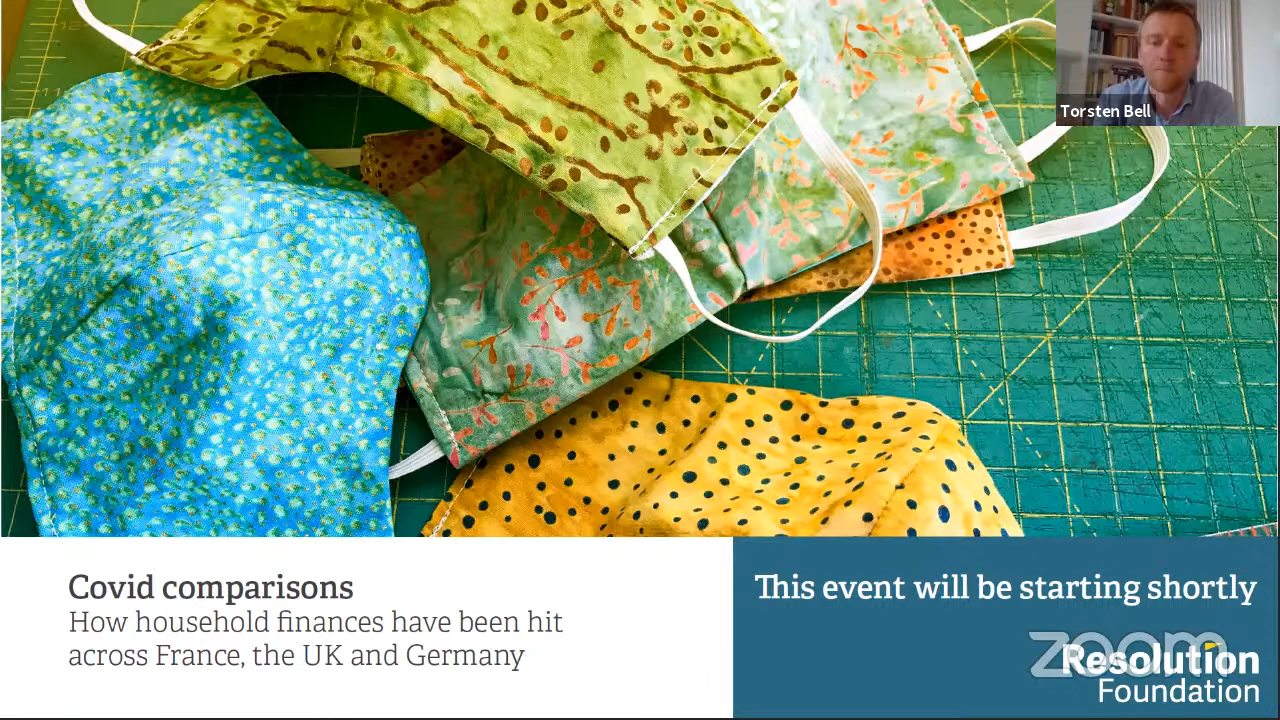 Torsten Bell
Covid comparisons
How household finances have been hit
across France, the UK and Germany
This event will be starting shortly
zoom
Resolution
Foundation